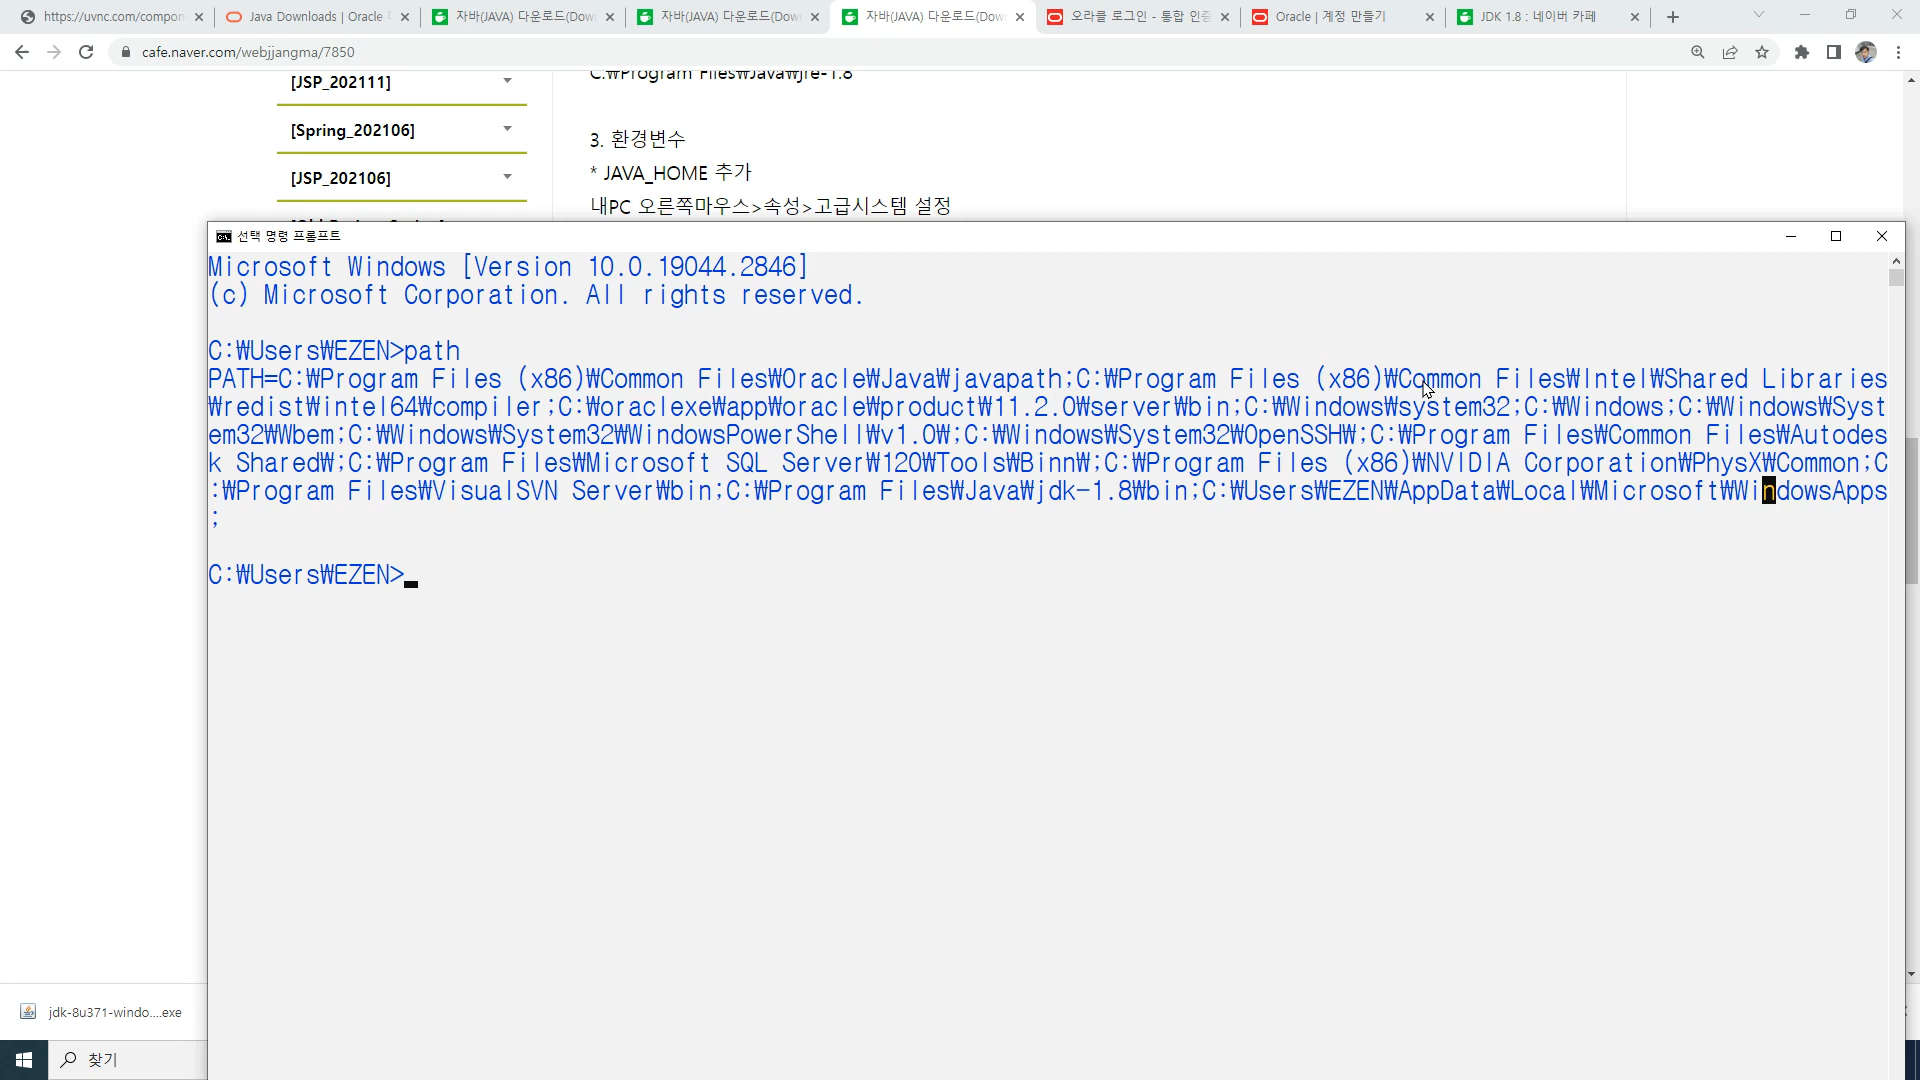 https://uvnc.com/compon
Java Downloads | Oracle
자바(JAVA) 다운로드(Dow
자바(JAVA) 다운로드(Dow
자바(JAVA) 다운로드(Dow
오라클 로그인 - 통합 인증
Oracle | 계정 만들기
JDK 1.8 : 네이버 카페
cafe.naver.com/webjjangma/7850
[JSP_202111]
[Spring_202106]
[JSP_202106]
C:₩Program Files₩Java₩jre-1.8
3. 환경변수
* JAVA_HOME 추가
내PC 오른쪽마우스>속성>고급시스템 설정
선택 명령 프롬프트
Microsoft Windows [Version 10.0.19044.2846]
(c) Microsoft Corporation. All rights reserved.
C:₩Users₩EZEN>path
PATH=C:₩Program Files (x86)₩Common Files₩Oracle₩Java₩javapath;C:₩Program Files (x86)₩Common Files₩Intel₩Shared Libraries
₩redist₩intel64₩compiler;C:₩oraclexe₩app₩oracle₩product₩11.2.0₩server₩bin;C:₩Windows₩system32;C:₩Windows;C:₩Windows₩Syst
em32₩Wbem;C:₩Windows₩System32₩WindowsPowerShell₩v1.0₩;C:₩Windows₩System32₩OpenSSH₩;C:₩Program Files₩Common Files₩Autodes
k Shared₩;C:₩Program Files₩Microsoft SQL Server₩120₩Tools₩Binn₩;C:₩Program Files (x86)₩NVIDIA Corporation₩PhysX₩Common;C
:₩Program Files₩VisualSVN Server₩bin;C:₩Program Files₩Java₩jdk-1.8₩bin;C:₩Users₩EZEN₩AppData₩Local₩Microsoft₩WindowsApps
;
C:₩Users₩EZEN>
jdk-8u371-windo....exe
찾기